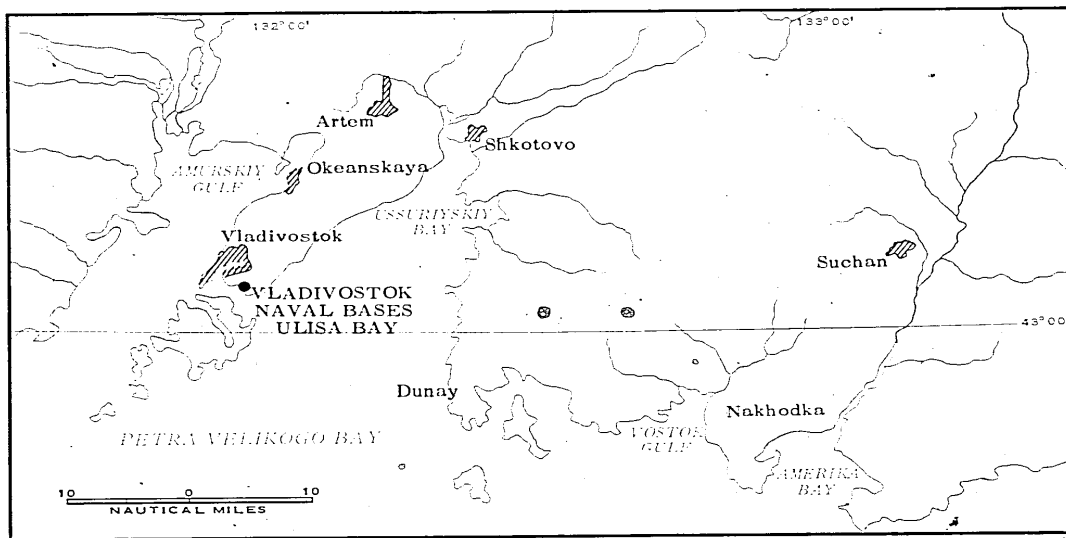 132°00'
133°00'
Artem
Shkotovo
AMURSKIY
GULF
Okeanskaya
USSURIYSKIY
BAY
Vladivostok
Suchan
VLADIVOSTOK
NAVAL BASES
ULISA BAY
43°00'
Dunay
Nakhodka
PETRA VELIKOGO BAY
VOSTOK
GULF
AMERIKA
BAY
10 0 10
NAUTICAL MILES